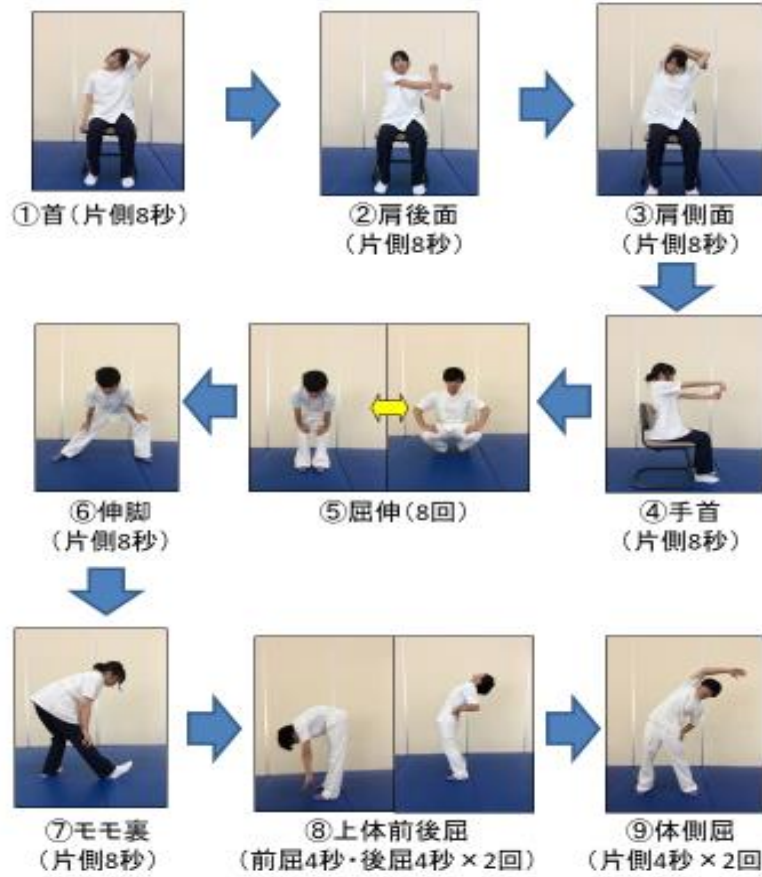 ①首(片側8秒)
②肩後面
(片側8秒)
③肩側面
(片側8秒)
④手首
(片側8秒)
⑤屈伸(8回)
⑥伸脚
(片側8秒)
⑦モモ裏
(片側8秒)
⑧上体前後屈
(前屈4秒・後屈4秒×2回)
⑨体側屈
(片側4秒×2回